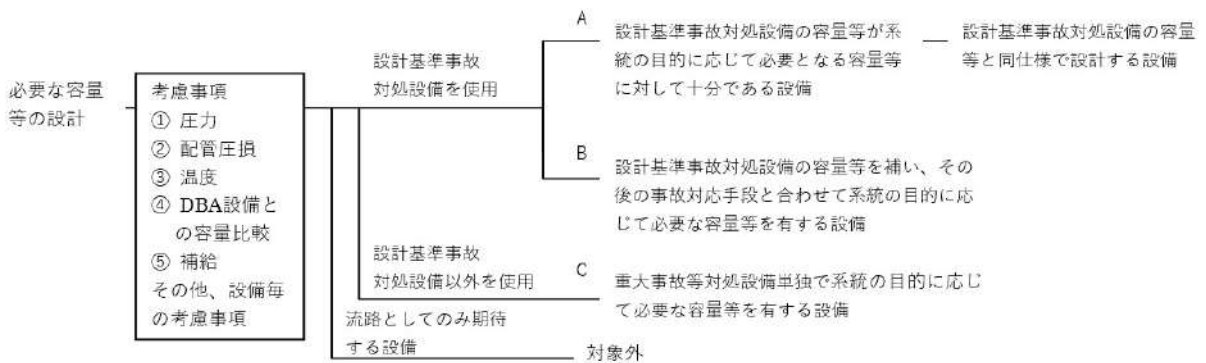 必要な容量
等の設計
考慮事項
① 圧力
② 配管圧損
③ 温度
④ DBA設備と
の容量比較
⑤ 補給
その他、設備毎
の考慮事項
設計基準事故
対処設備を使用
A
設計基準事故対処設備の容量等が系
統の目的に応じて必要となる容量等
に対して十分である設備
設計基準事故対処設備の容量
等と同仕様で設計する設備
B
設計基準事故対処設備の容量等を補い、その
後の事故対応手段と合わせて系統の目的に応
じて必要な容量等を有する設備
設計基準事故
対処設備以外を使用
C
重大事故等対処設備単独で系統の目的に応じ
て必要な容量等を有する設備
流路としてのみ期待
する設備
対象外